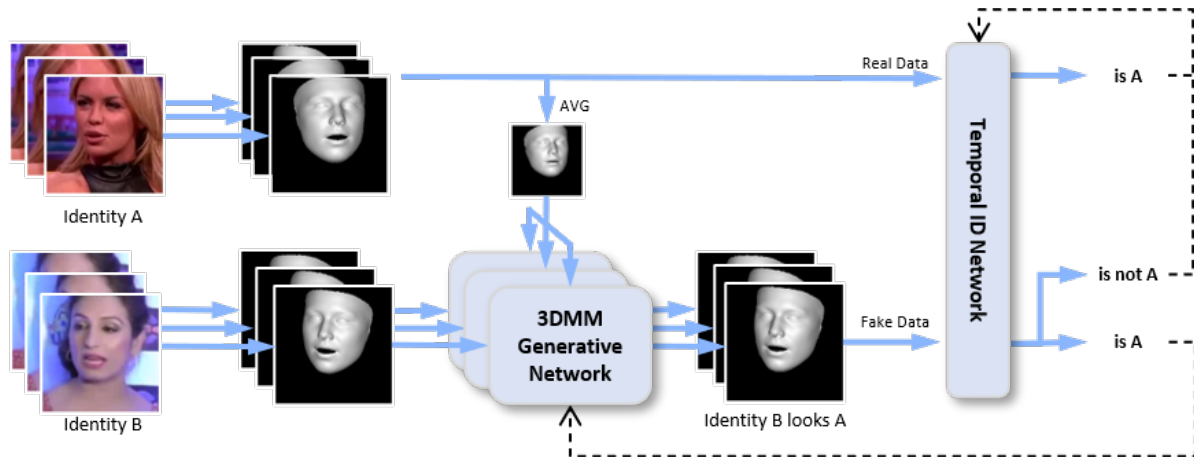 Real Data
is A
AVG
Temporal ID Network
Identity A
is not A
3DMM
Generative
Network
Fake Data
is A
Identity B
Identity B looks A